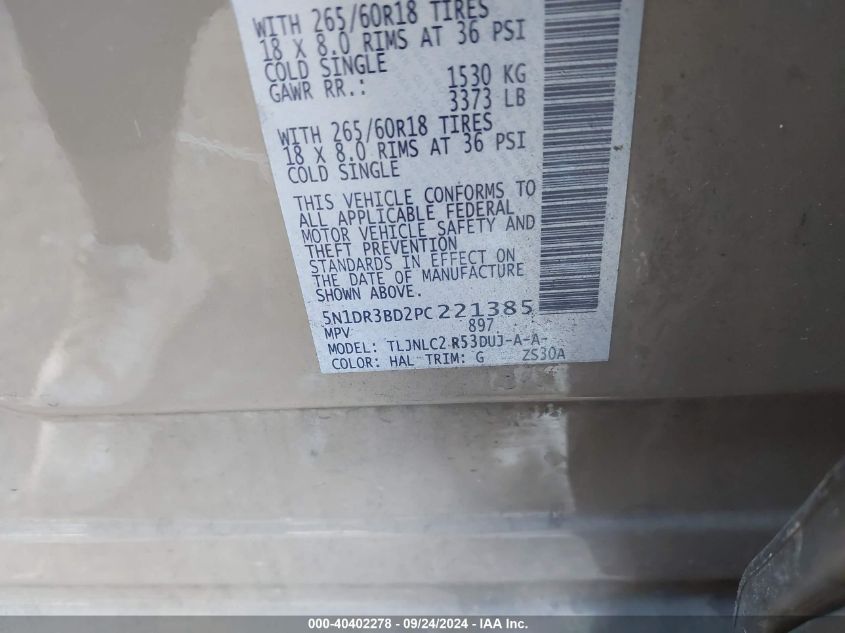 WITH 265/60R18 TIRES
18 X 8.0 RIMS AT 36 PSI
COLD SINGLE
GAWR RR.: 1530 KG
3373 LB
WITH 265/60R18 TIRES
18 X 8.0 RIMS AT 36 PSI
COLD SINGLE
THIS VEHICLE CONFORMS TO
ALL APPLICABLE FEDERAL
MOTOR VEHICLE SAFETY AND
THEFT PREVENTION
STANDARDS IN EFFECT ON
THE DATE OF MANUFACTURE
SHOWN ABOVE.
5N1DR3BD2PC221385
MPV 897
MODEL: TLJNLC2 R53DUJ-A-A-
COLOR: HAL TRIM: G ZS30A
000-40402278 - 09/24/2024 - IAA Inc.